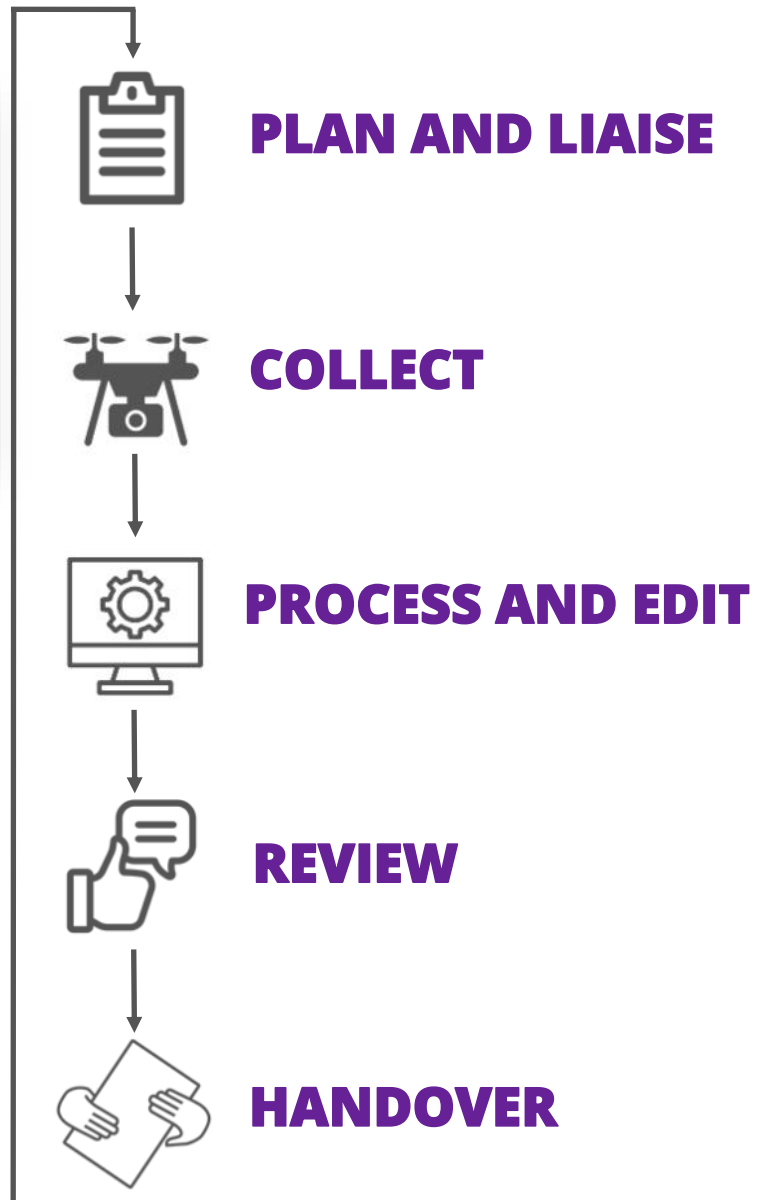 PLAN AND LIAISE
COLLECT
PROCESS AND EDIT
REVIEW
HANDOVER